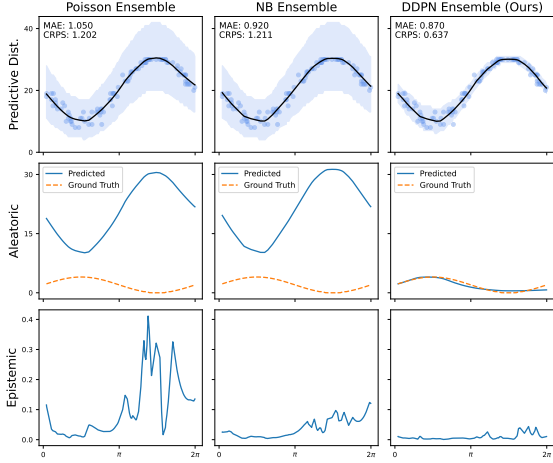 Poisson Ensemble
NB Ensemble
DDPN Ensemble (Ours)
Predictive Dist.
40
20
0
MAE: 1.050
CRPS: 1.202
MAE: 0.920
CRPS: 1.211
MAE: 0.870
CRPS: 0.637
Aleatoric
30
15
0
Predicted
Ground Truth
Predicted
Ground Truth
Predicted
Ground Truth
Epistemic
0.4
0.3
0.2
0.1
0.0
0 π 2π
0 π 2π
0 π 2π